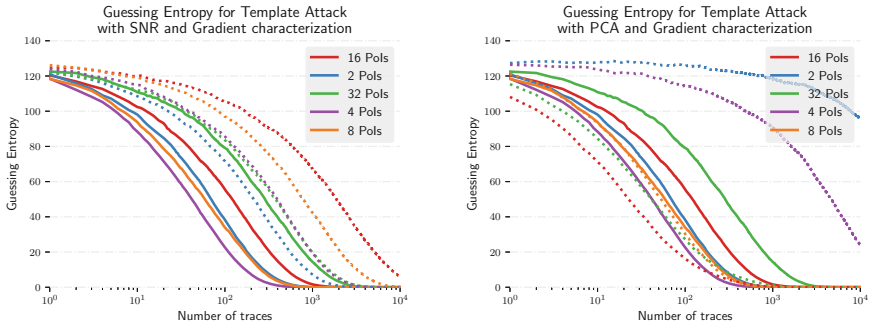 Guessing Entropy for Template Attack
with SNR and Gradient characterization
140
120
100
80
60
40
20
0
Guessing Entropy
10^0
10^1
10^2
10^3
10^4
Number of traces
16 Pols
2 Pols
32 Pols
4 Pols
8 Pols
Guessing Entropy for Template Attack
with PCA and Gradient characterization
140
120
100
80
60
40
20
0
Guessing Entropy
10^0
10^1
10^2
10^3
10^4
Number of traces
16 Pols
2 Pols
32 Pols
4 Pols
8 Pols